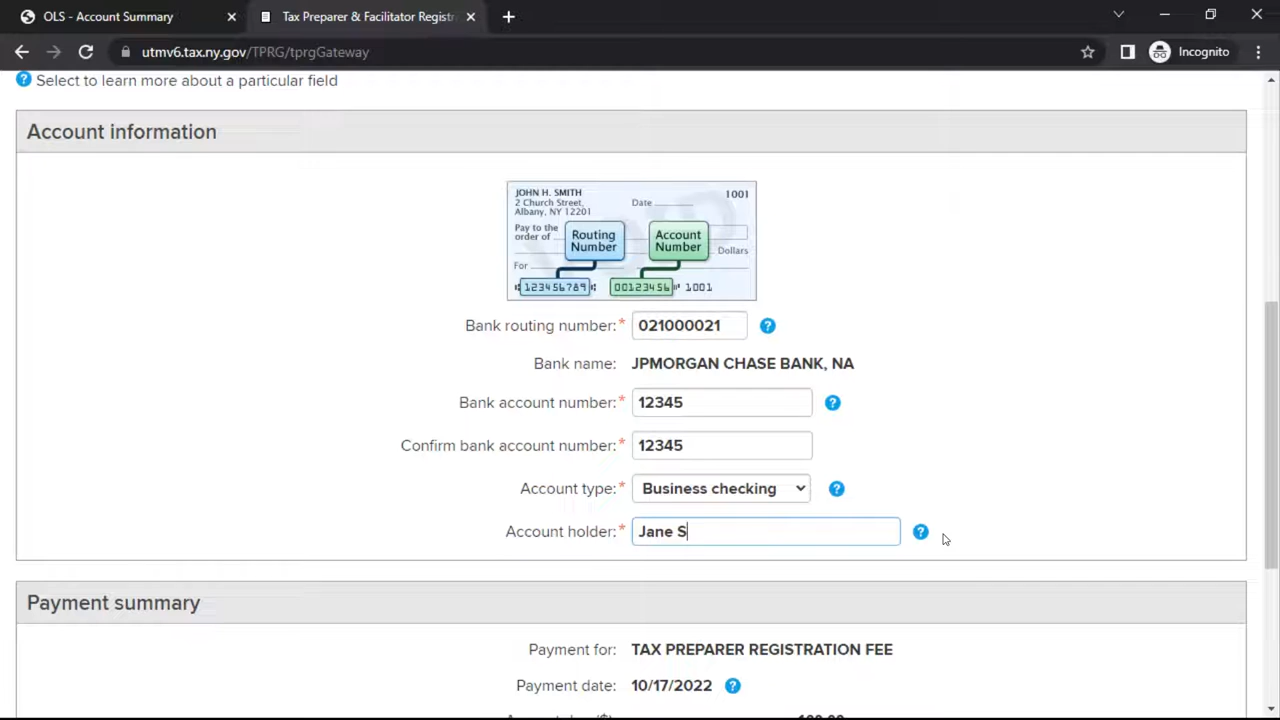 OLS - Account Summary
Tax Preparer & Facilitator Registr
utmv6.tax.ny.gov/TPRG/tprgGateway
Incognito
? Select to learn more about a particular field
Account information
JOHN H. SMITH 1001
2 Church Street, Date
Albany, NY 12201
Pay to the
order of
Routing Number
Account Number
Dollars
For
123456789 00123456 1001
Bank routing number:* 021000021 ?
Bank name: JPMORGAN CHASE BANK, NA
Bank account number:* 12345 ?
Confirm bank account number:* 12345
Account type:* Business checking ?
Account holder:* Jane S ?
Payment summary
Payment for: TAX PREPARER REGISTRATION FEE
Payment date: 10/17/2022 ?